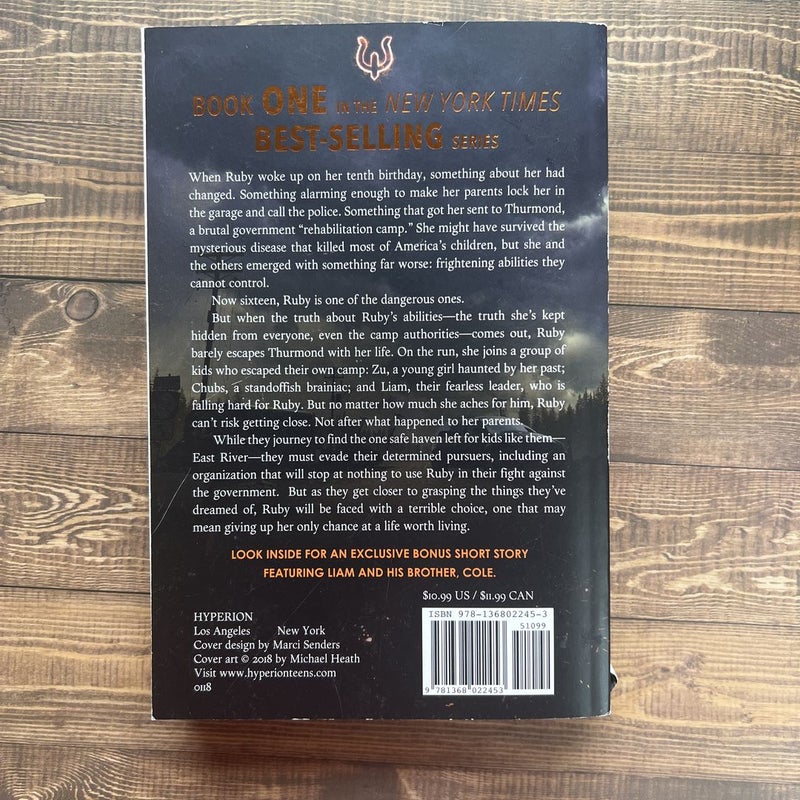 BOOK ONE IN THE NEW YORK TIMES
BEST-SELLING SERIES
When Ruby woke up on her tenth birthday, something about her had
changed. Something alarming enough to make her parents lock her in
the garage and call the police. Something that got her sent to Thurmond,
a brutal government “rehabilitation camp.” She might have survived the
mysterious disease that killed most of America’s children, but she and
the others emerged with something far worse: frightening abilities they
cannot control.
Now sixteen, Ruby is one of the dangerous ones.
But when the truth about Ruby’s abilities—the truth she’s kept
hidden from everyone, even the camp authorities—comes out, Ruby
barely escapes Thurmond with her life. On the run, she joins a group of
kids who escaped their own camp: Zu, a young girl haunted by her past;
Chubs, a standoffish brainiac; and Liam, their fearless leader, who is
falling hard for Ruby. But no matter how much she aches for him, Ruby
can’t risk getting close. Not after what happened to her parents.
While they journey to find the one safe haven left for kids like them—
East River—they must evade their determined pursuers, including an
organization that will stop at nothing to use Ruby in their fight against
the government. But as they get closer to grasping the things they’ve
dreamed of, Ruby will be faced with a terrible choice, one that may
mean giving up her only chance at a life worth living.
LOOK INSIDE FOR AN EXCLUSIVE BONUS SHORT STORY
FEATURING LIAM AND HIS BROTHER, COLE.
$10.99 US / $11.99 CAN
HYPERION
Los Angeles New York
Cover design by Marci Senders
Cover art © 2018 by Michael Heath
Visit www.hyperionteens.com
0118
ISBN 978-136802245-3
51099
9 781368 022453